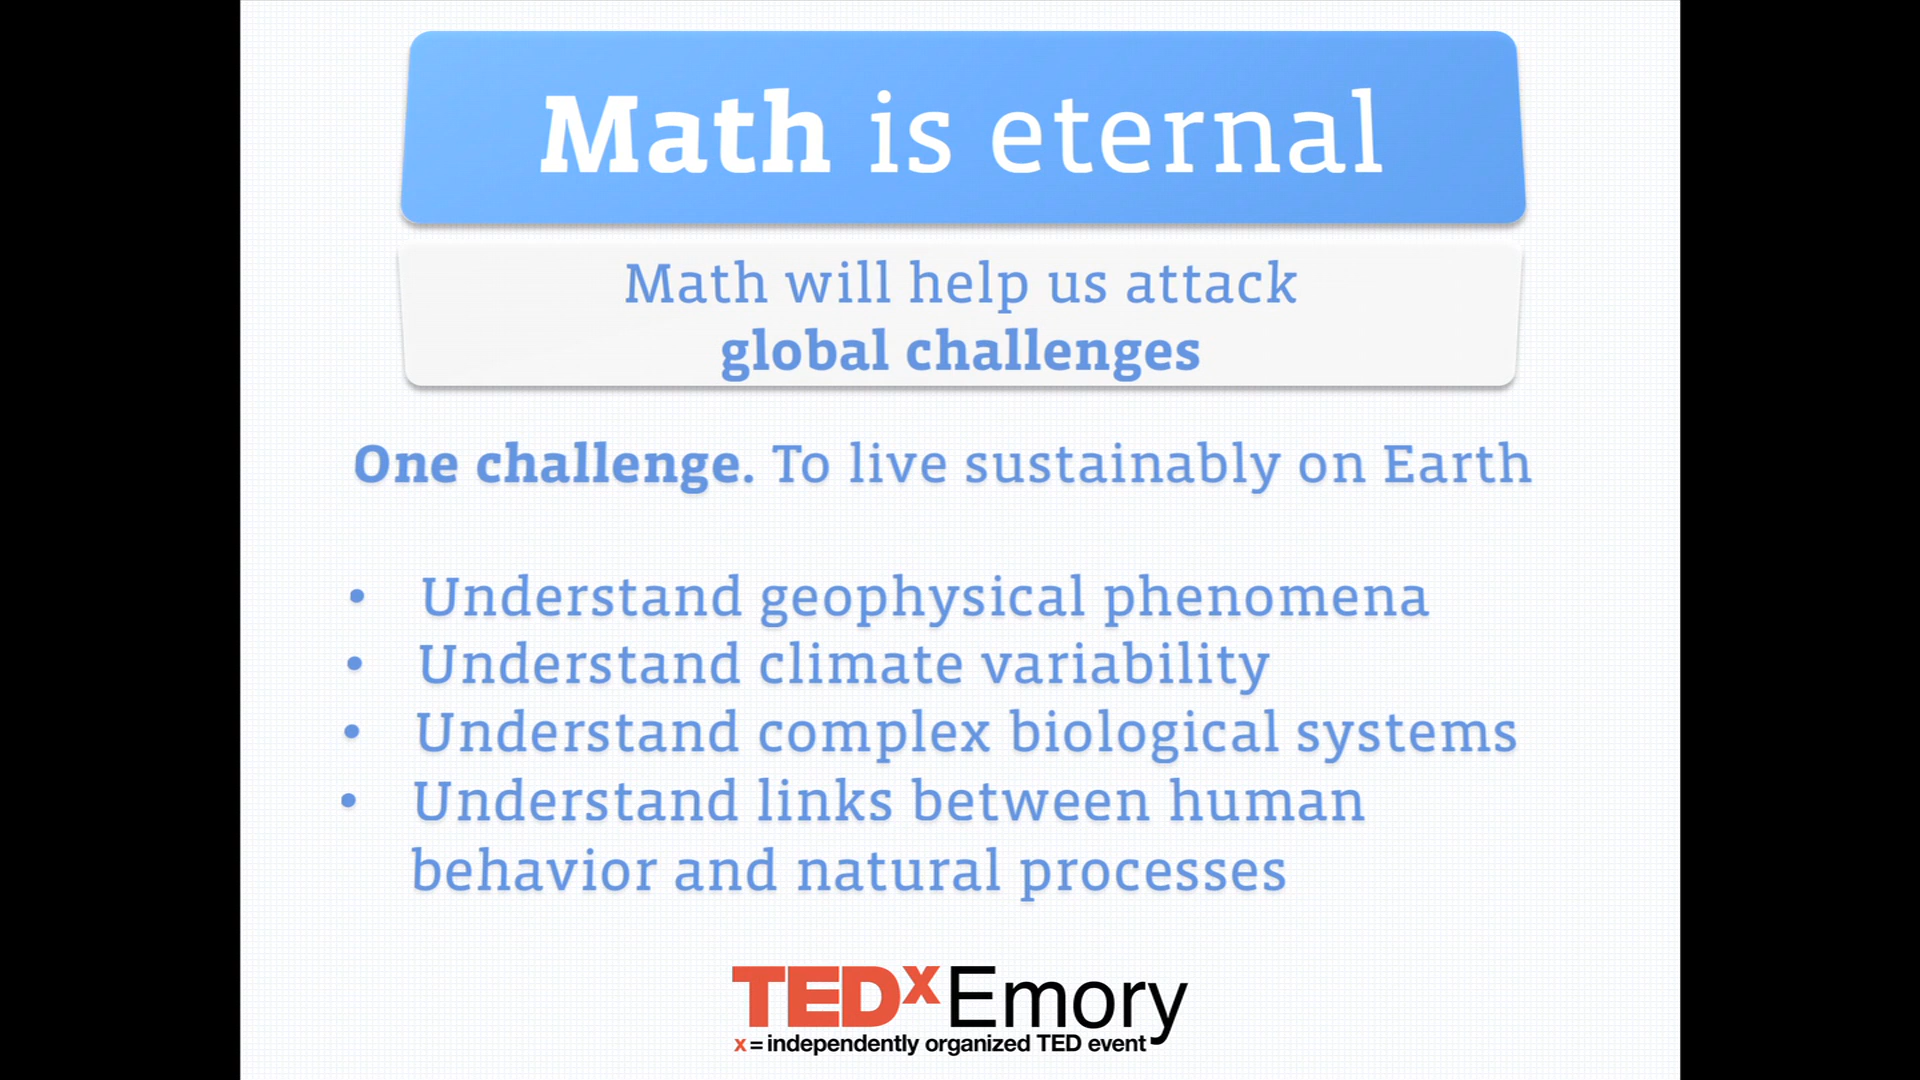 Math is eternal
Math will help us attack
global challenges
One challenge. To live sustainably on Earth
• Understand geophysical phenomena
• Understand climate variability
• Understand complex biological systems
• Understand links between human
behavior and natural processes
TEDx Emory
x = independently organized TED event